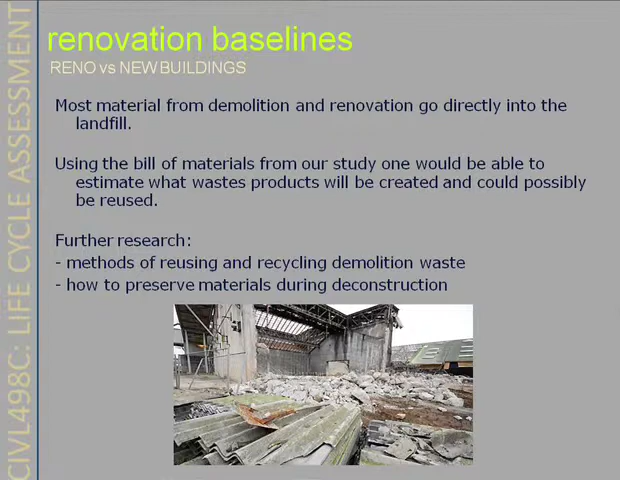 renovation baselines
RENO vs NEW BUILDINGS
Most material from demolition and renovation go directly into the
landfill.
Using the bill of materials from our study one would be able to
estimate what wastes products will be created and could possibly
be reused.
Further research:
- methods of reusing and recycling demolition waste
- how to preserve materials during deconstruction
CIVL498C: LIFE CYCLE ASSESSMENT